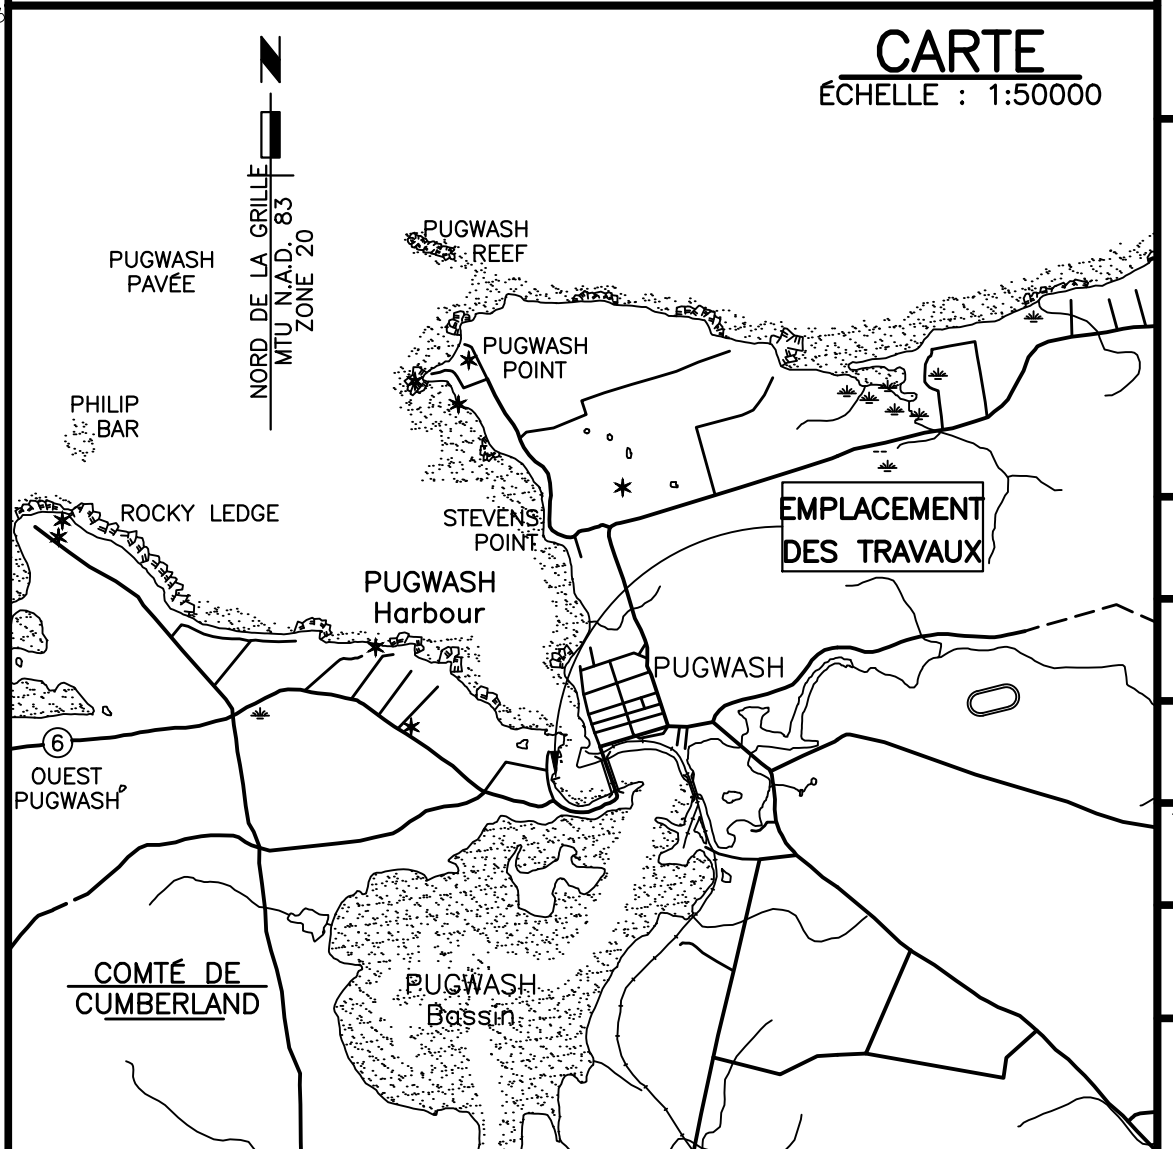 CARTE
ÉCHELLE : 1:50000
N
NORD DE LA GRILLE
MTU N.A.D. 83
ZONE 20
PUGWASH
REEF
PUGWASH
PAVÉE
PUGWASH
POINT
PHILIP
BAR
ROCKY LEDGE
STEVENS
POINT
EMPLACEMENT
DES TRAVAUX
PUGWASH
Harbour
PUGWASH
6
OUEST
PUGWASH
COMTÉ DE
CUMBERLAND
PUGWASH
Bassin